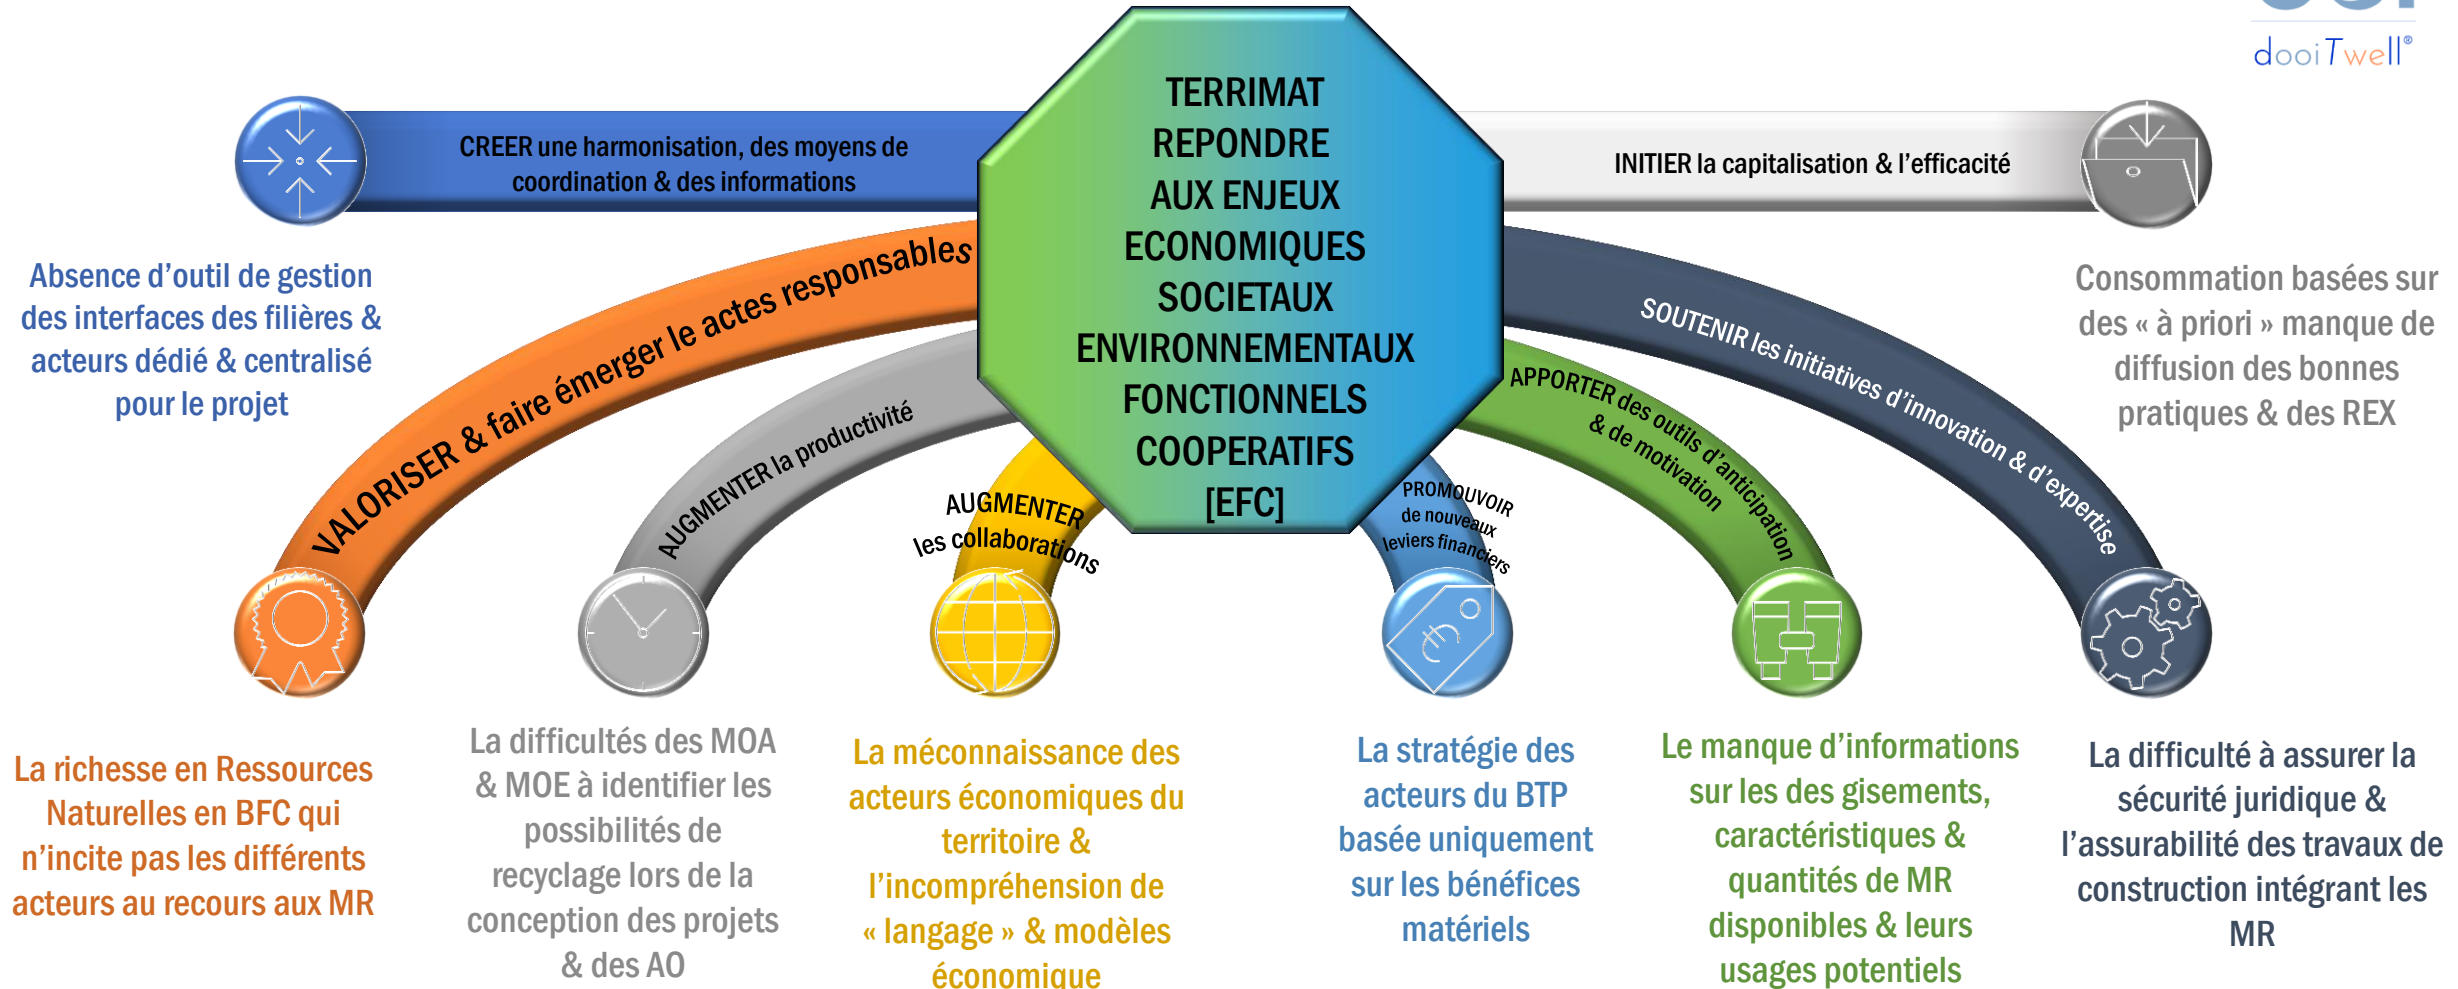 dooiTwell®
TERRIMAT
REPONDRE
AUX ENJEUX
ECONOMIQUES
SOCIETAUX
ENVIRONNEMENTAUX
FONCTIONNELS
COOPERATIFS
[EFC]
CREER une harmonisation, des moyens de
coordination & des informations
Absence d'outil de gestion
des interfaces des filières &
acteurs dédié & centralisé
pour le projet
VALORISER & faire émerger le actes responsables
La richesse en Ressources
Naturelles en BFC qui
n'incite pas les différents
acteurs au recours aux MR
AUGMENTER la productivité
La difficultés des MOA
& MOE à identifier les
possibilités de
recyclage lors de la
conception des projets
& des AO
AUGMENTER
les collaborations
La méconnaissance des
acteurs économiques du
territoire &
l'incompréhension de
« langage » & modèles
économique
PROMOUVOIR
de nouveaux
leviers financiers
La stratégie des
acteurs du BTP
basée uniquement
sur les bénéfices
matériels
APPORTER des outils d'anticipation
& de motivation
Le manque d'informations
sur les des gisements,
caractéristiques &
quantités de MR
disponibles & leurs
usages potentiels
SOUTENIR les initiatives d'innovation & d'expertise
La difficulté à assurer la
sécurité juridique &
l'assurabilité des travaux de
construction intégrant les
MR
INITIER la capitalisation & l'efficacité
Consommation basées sur
des « à priori » manque de
diffusion des bonnes
pratiques & des REX